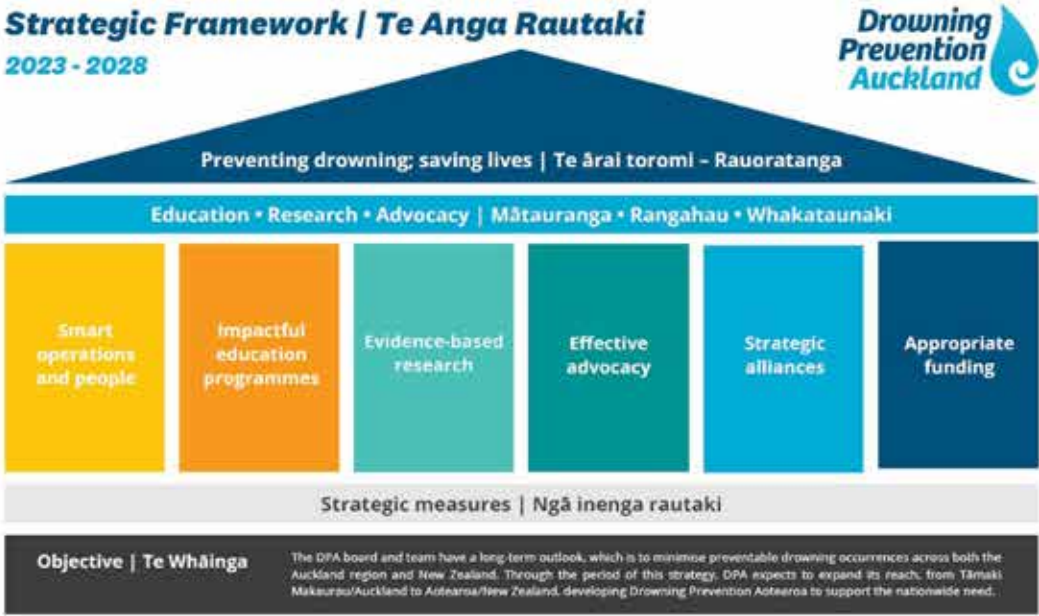 Strategic Framework | Te Anga Rautaki
2023 - 2028
Drowning
Prevention
Auckland
Preventing drowning; saving lives | Te ārai toromi – Rauoratanga
Education • Research • Advocacy | Mātauranga • Rangahau • Whakataunaki
Smart
operations
and people
Impactful
education
programmes
Evidence-based
research
Effective
advocacy
Strategic
alliances
Appropriate
funding
Strategic measures | Ngā inenga rautaki
Objective | Te Whāinga
The DPA board and team have a long-term outlook, which is to minimise preventable drowning occurrences across both the
Auckland region and New Zealand. Through the period of this strategy, DPA expects to expand its reach, from Tāmaki
Makaurau/Auckland to Aotearoa/New Zealand, developing Drowning Prevention Aotearoa to support the nationwide need.